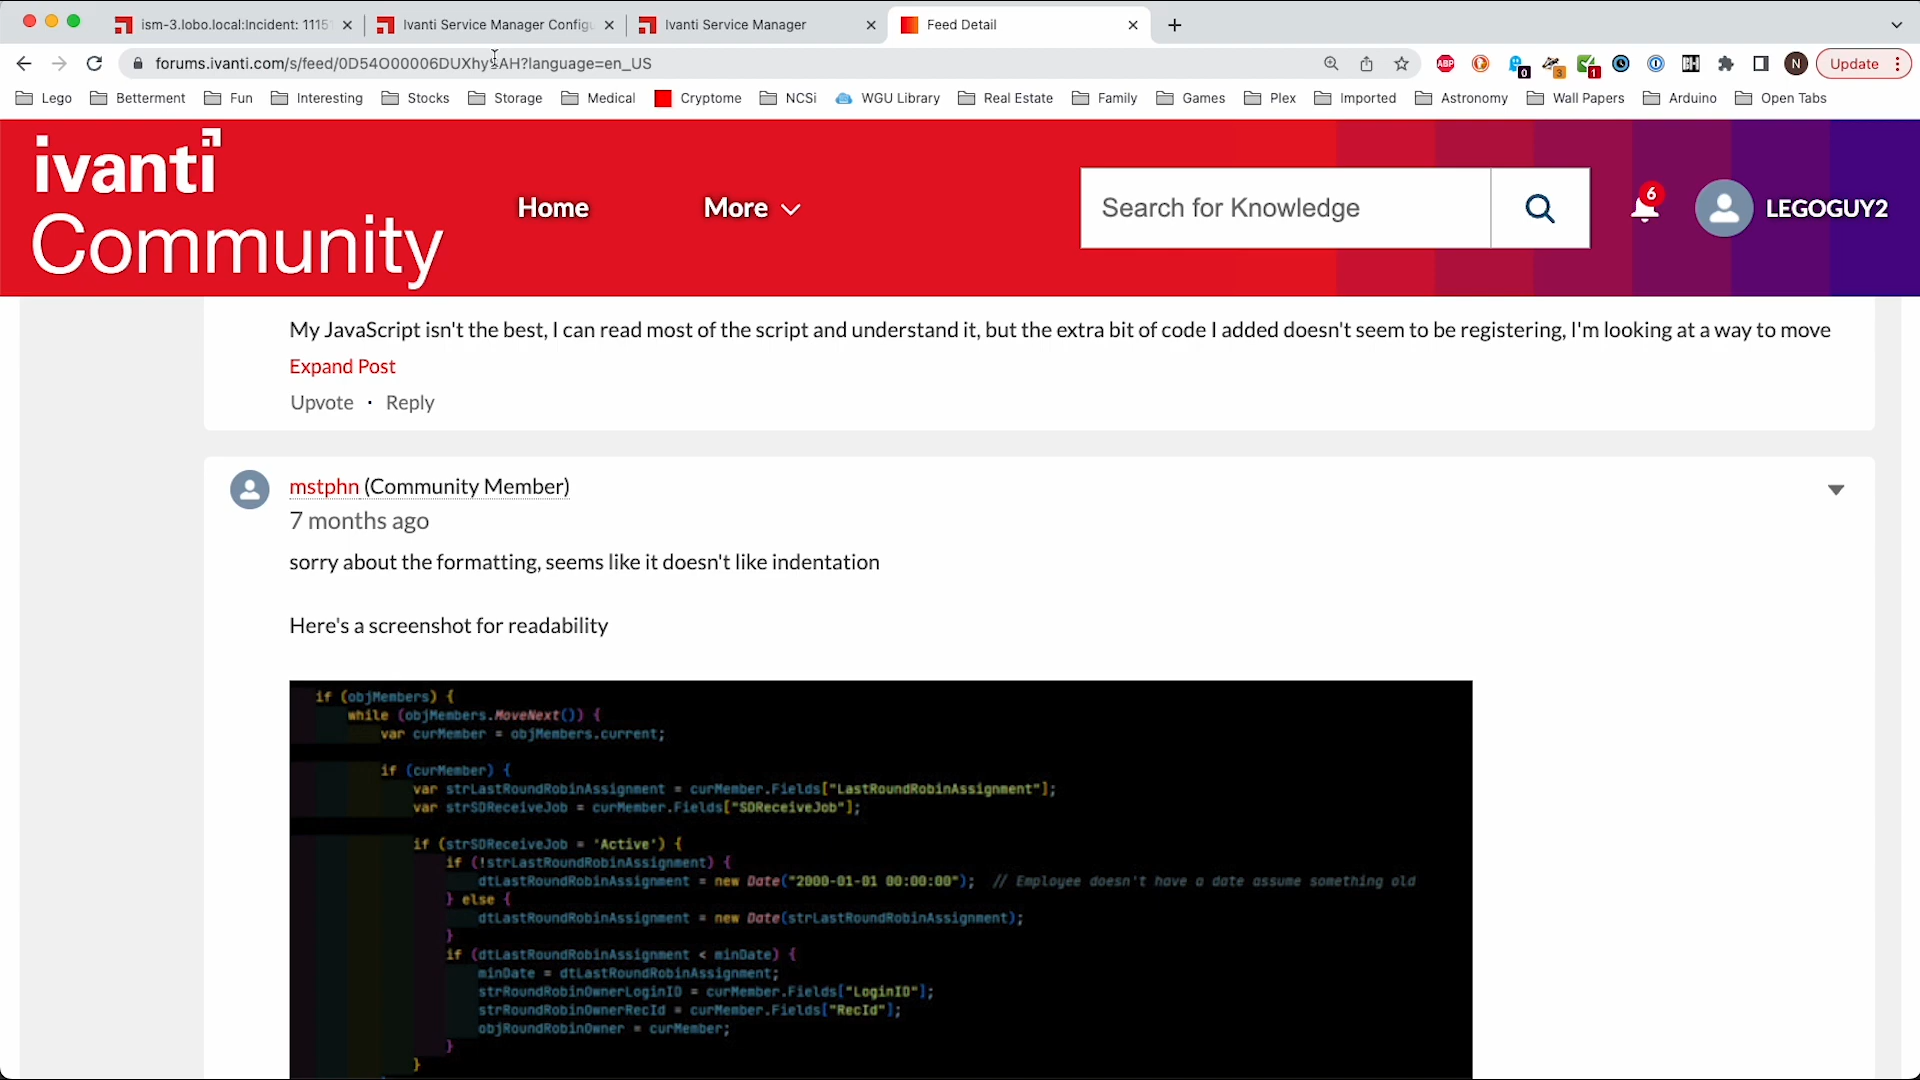 ism-3.lobo.local:Incident: 1115
Ivanti Service Manager Configu
Ivanti Service Manager
Feed Detail
forums.ivanti.com/s/feed/0D54O00006DUXhySAH?language=en_US
ABP
0
3
1
N
Update
Lego
Betterment
Fun
Interesting
Stocks
Storage
Medical
Cryptome
NCSi
WGU Library
Real Estate
Family
Games
Plex
Imported
Astronomy
Wall Papers
Arduino
Open Tabs
ivanti
Community
Home
More
Search for Knowledge
6
LEGOGUY2
My JavaScript isn't the best, I can read most of the script and understand it, but the extra bit of code I added doesn't seem to be registering, I'm looking at a way to move
Expand Post
Upvote · Reply
mstphn (Community Member)
7 months ago
sorry about the formatting, seems like it doesn't like indentation
Here's a screenshot for readability
if (objMembers) {
while (objMembers.MoveNext()) {
var curMember = objMembers.current;
if (curMember) {
var strLastRoundRobinAssignment = curMember.Fields["LastRoundRobinAssignment"];
var strSDReceiveJob = curMember.Fields["SDReceiveJob"];
if (strSDReceiveJob = 'Active') {
if (!strLastRoundRobinAssignment) {
dtLastRoundRobinAssignment = new Date("2000-01-01 00:00:00"); // Employee doesn't have a date assume something old
} else {
dtLastRoundRobinAssignment = new Date(strLastRoundRobinAssignment);
}
if (dtLastRoundRobinAssignment < minDate) {
minDate = dtLastRoundRobinAssignment;
strRoundRobinOwnerLoginID = curMember.Fields["LoginID"];
strRoundRobinOwnerRecId = curMember.Fields["RecId"];
objRoundRobinOwner = curMember;
}
}